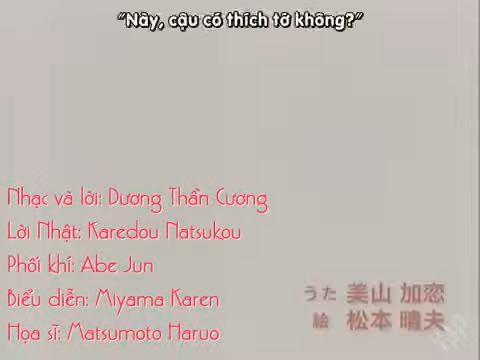 "Này, cậu có thích tớ không?"
Nhạc và lời: Dương Thần Cương
Lời Nhật: Karedou Natsukou
Phối khí: Abe Jun
Biểu diễn: Miyama Karen
Họa sĩ: Matsumoto Haruo
うた 美山 加恋
絵 松本 晴夫